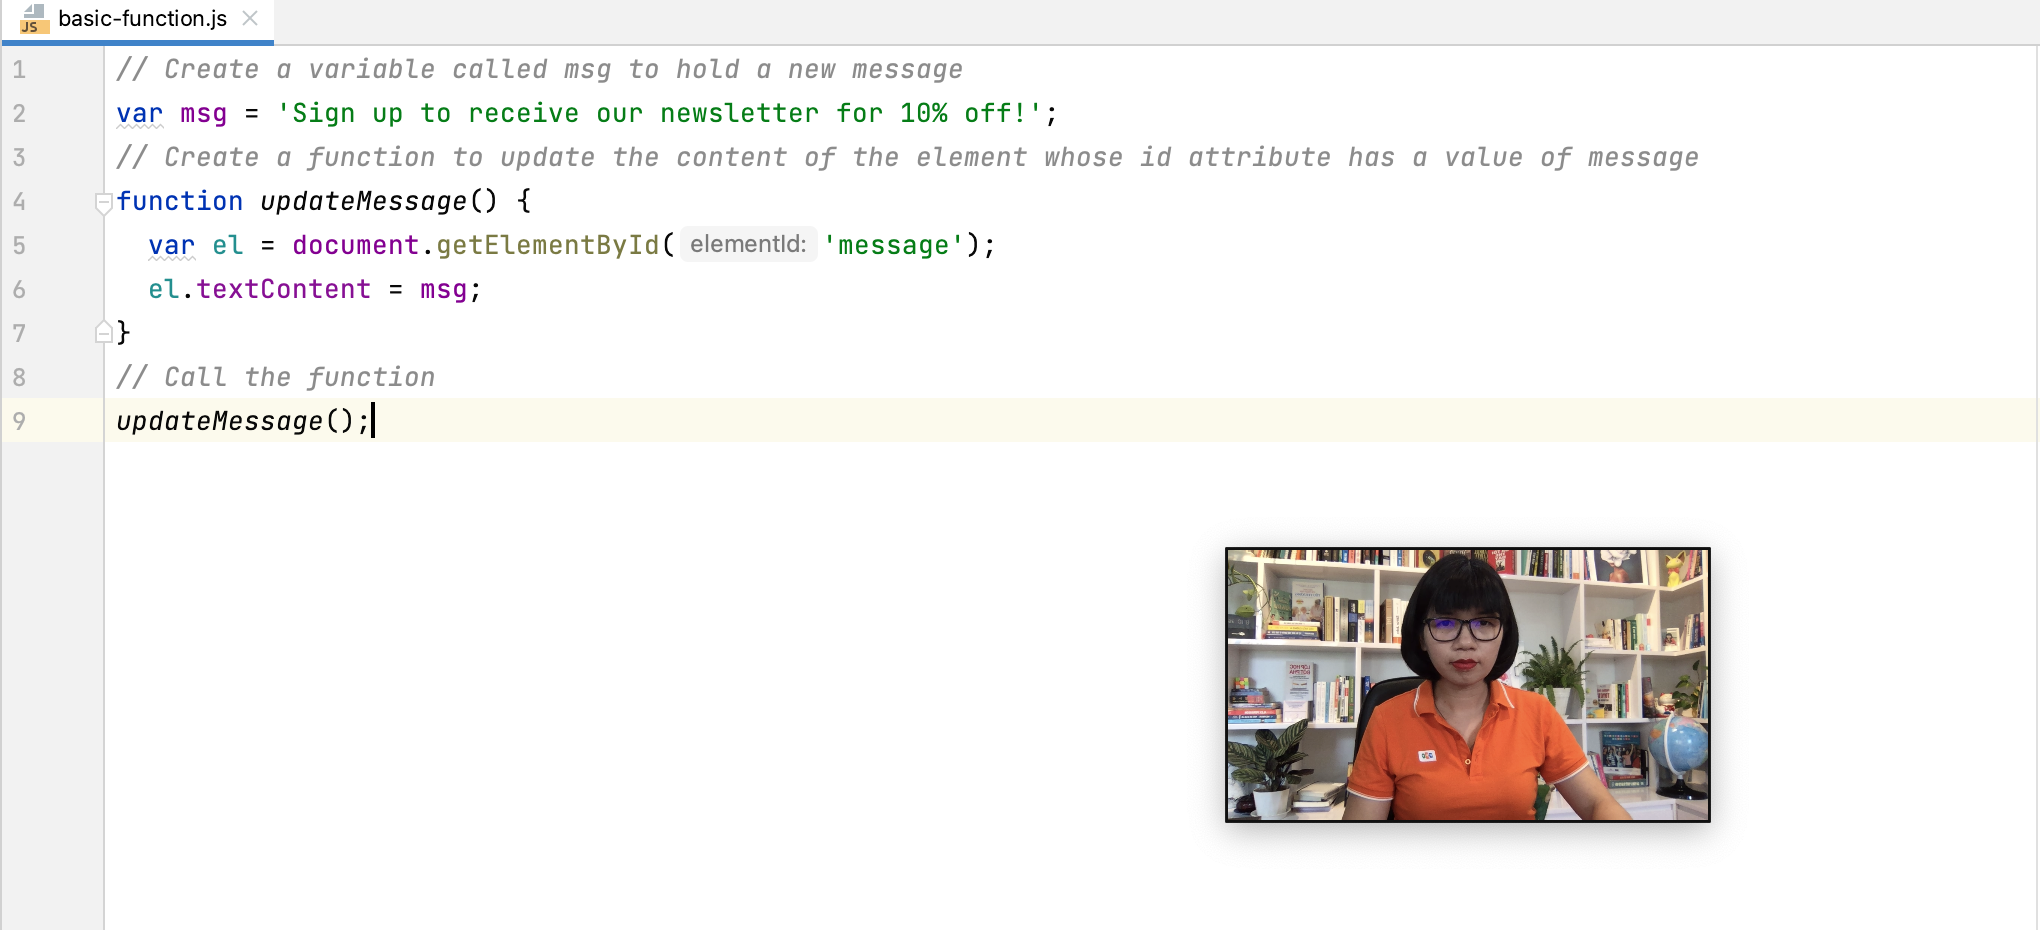 JS basic-function.js
1 // Create a variable called msg to hold a new message
2 var msg = 'Sign up to receive our newsletter for 10% off!';
3 // Create a function to update the content of the element whose id attribute has a value of message
4 function updateMessage() {
5 var el = document.getElementById( elementId: 'message');
6 el.textContent = msg;
7 }
8 // Call the function
9 updateMessage();